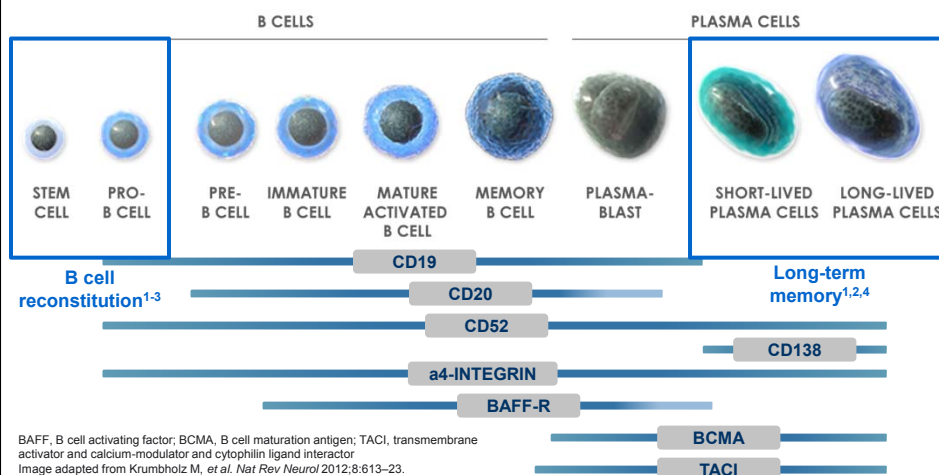 B CELLS
PLASMA CELLS
STEM
CELL
PRO-
B CELL
PRE-
B CELL
IMMATURE
B CELL
MATURE
ACTIVATED
B CELL
MEMORY
B CELL
PLASMA-
BLAST
SHORT-LIVED
PLASMA CELLS
LONG-LIVED
PLASMA CELLS
B cell
reconstitution1-3
Long-term
memory1,2,4
CD19
CD20
CD52
CD138
a4-INTEGRIN
BAFF-R
BCMA
TACI
BAFF, B cell activating factor; BCMA, B cell maturation antigen; TACI, transmembrane
activator and calcium-modulator and cytophilin ligand interactor
Image adapted from Krumbholz M, et al. Nat Rev Neurol 2012;8:613–23.